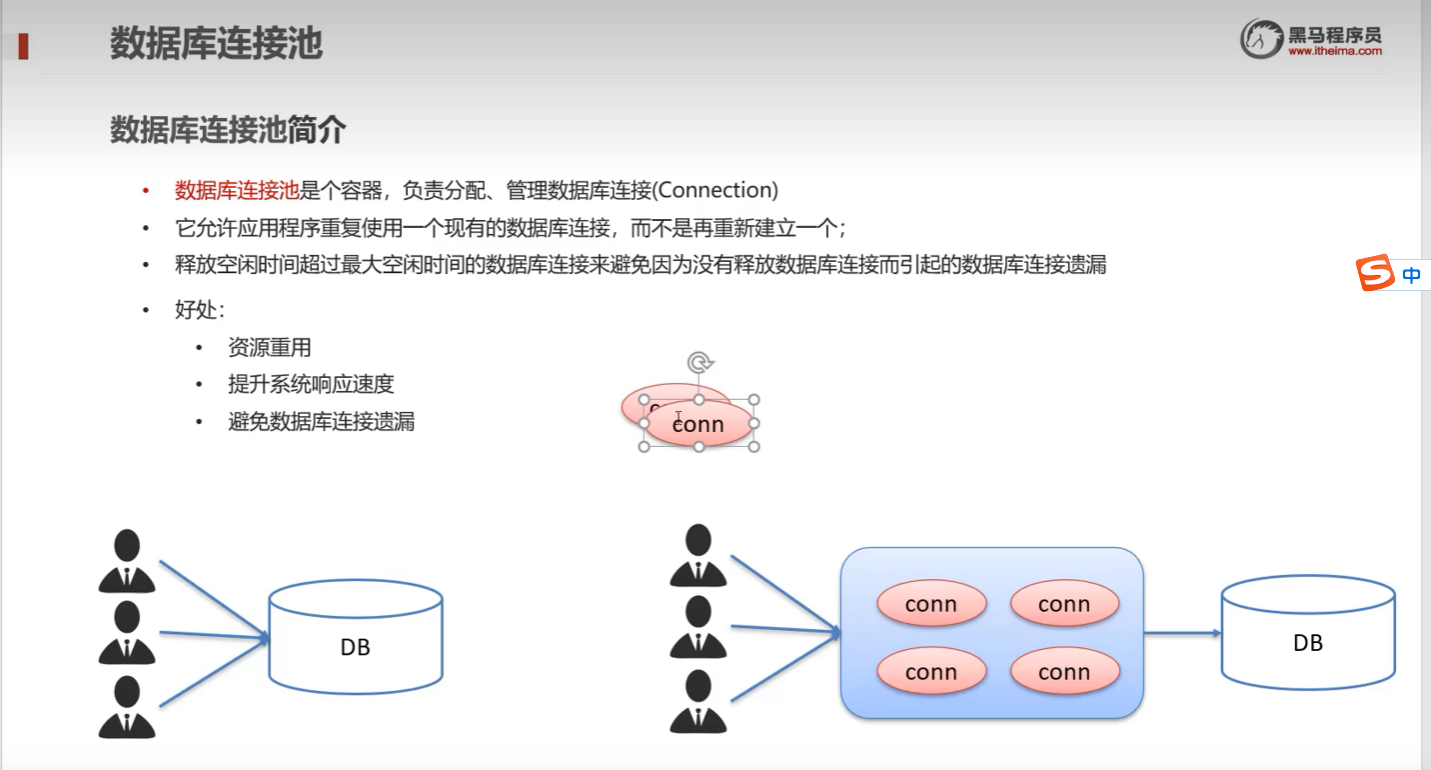 数据库连接池
黑马程序员
www.itheima.com
数据库连接池简介
• 数据库连接池是个容器，负责分配、管理数据库连接(Connection)
• 它允许应用程序重复使用一个现有的数据库连接，而不是再重新建立一个；
• 释放空闲时间超过最大空闲时间的数据库连接来避免因为没有释放数据库连接而引起的数据库连接遗漏
中
• 好处：
• 资源重用
• 提升系统响应速度
• 避免数据库连接遗漏
conn
DB
conn conn
conn conn
DB